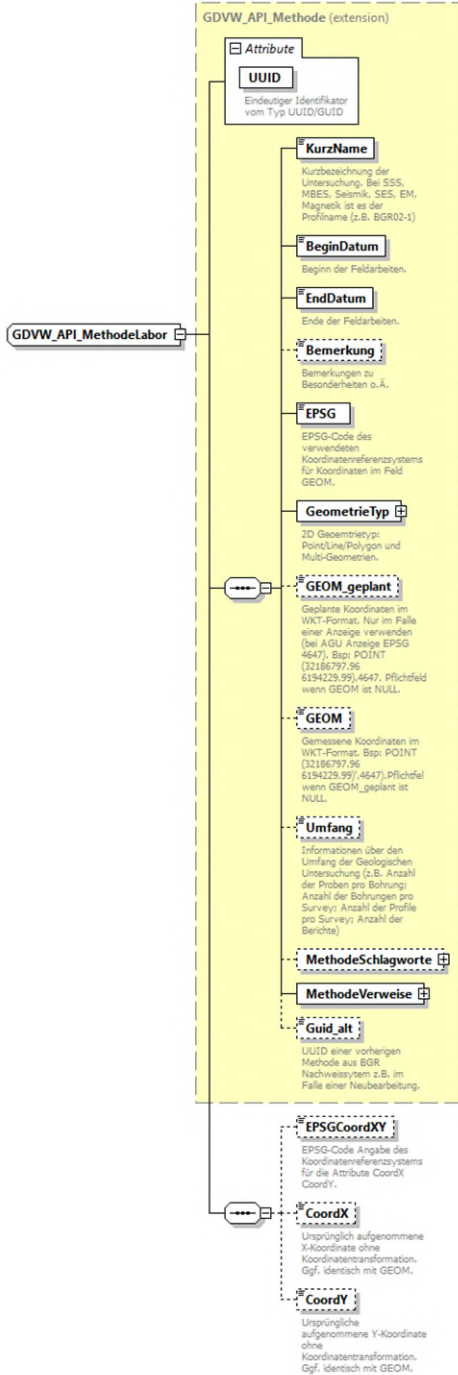 GDVW_API_Methode (extension)
Attribute
UUID
Eindeutiger Identifikator
vom Typ UUID/GUID
KurzName
Kurzbezeichnung der
Untersuchung. Bei SSS,
MBES, Seismik, SES, EM,
Magnetik ist es der
Profilname (z.B. BGR02-1)
BeginDatum
Beginn der Feldarbeiten.
EndDatum
Ende der Feldarbeiten.
GDVW_API_MethodeLabor
Bemerkung
Bemerkungen zu
Besonderheiten o.Ä.
EPSG
EPSG-Code des
verwendeten
Koordinatenreferenzsystems
für Koordinaten im Feld
GEOM.
GeometrieTyp
2D Geoemtrietyp:
Point/Line/Polygon und
Multi-Geometrien.
GEOM_geplant
Geplante Koordinaten im
WKT-Format. Nur im Falle
einer Anzeige verwenden
(bei AGU Anzeige EPSG
4647). Bsp: POINT
(32186797.96
6194229.99),4647. Pflichtfeld
wenn GEOM ist NULL.
GEOM
Gemessene Koordinaten im
WKT-Format. Bsp: POINT
(32186797.96
6194229.99)',4647).Pflichtfel
wenn GEOM_geplant ist
NULL.
Umfang
Informationen über den
Umfang der Geologischen
Untersuchung (z.B. Anzahl
der Proben pro Bohrung;
Anzahl der Bohrungen pro
Survey; Anzahl der Profile
pro Survey; Anzahl der
Berichte)
MethodeSchlagworte
MethodeVerweise
Guid_alt
UUID einer vorherigen
Methode aus BGR
Nachweissytem z.B. im
Falle einer Neubearbeitung.
EPSGCoordXY
EPSG-Code Angabe des
Koordinatenreferenzsystems
für die Attribute CoordX
CoordY.
CoordX
Ursprünglich aufgenommene
X-Koordinate ohne
Koordinatentransformation.
Ggf. identisch mit GEOM.
CoordY
Ursprüngliche
aufgenommene Y-Koordinate
ohne
Koordinatentransformation.
Ggf. identisch mit GEOM.